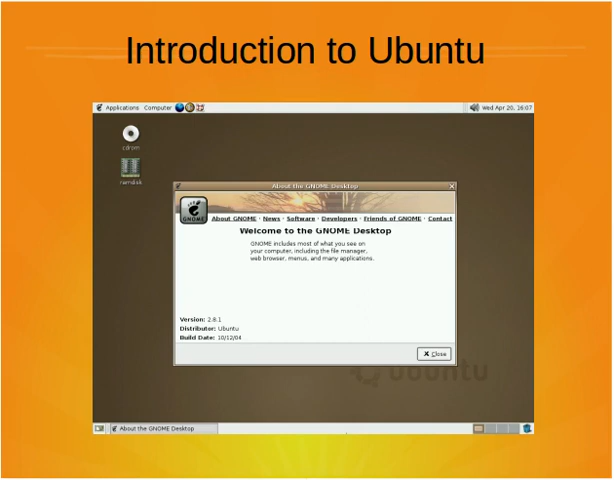 Introduction to Ubuntu
Applications Computer Wed Apr 20, 16:07
cdrom
ramdisk
About the GNOME Desktop
GNOME
About GNOME · News · Software · Developers · Friends of GNOME · Contact
Welcome to the GNOME Desktop
GNOME includes most of what you see on
your computer, including the file manager,
web browser, menus, and many applications.
Version: 2.8.1
Distributor: Ubuntu
Build Date: 10/12/04
Close
ubuntu
About the GNOME Desktop